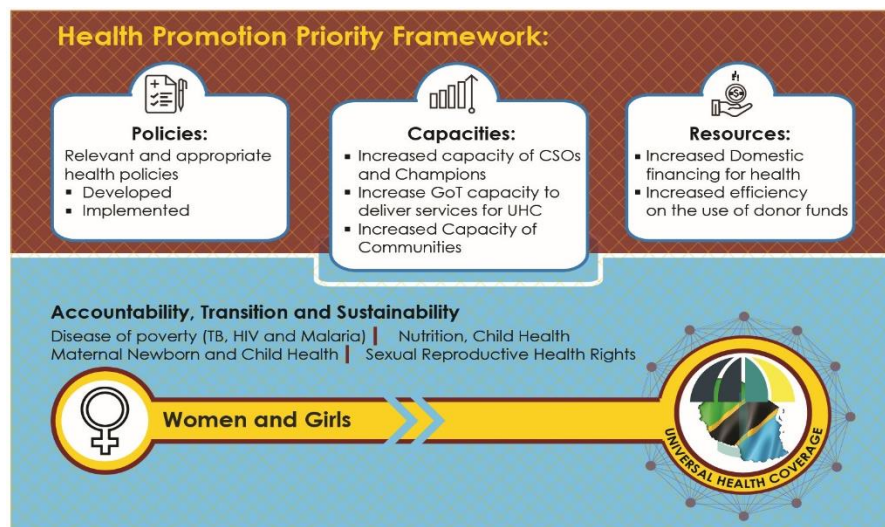 Health Promotion Priority Framework:
Policies:
Relevant and appropriate
health policies
▪ Developed
▪ Implemented
Capacities:
▪ Increased capacity of CSOs
and Champions
▪ Increase GoT capacity to
deliver services for UHC
▪ Increased Capacity of
Communities
Resources:
▪ Increased Domestic
financing for health
▪ Increased efficiency
on the use of donor funds
Accountability, Transition and Sustainability
Disease of poverty (TB, HIV and Malaria) | Nutrition, Child Health
Maternal Newborn and Child Health | Sexual Reproductive Health Rights
Women and Girls
UNIVERSAL HEALTH COVERAGE